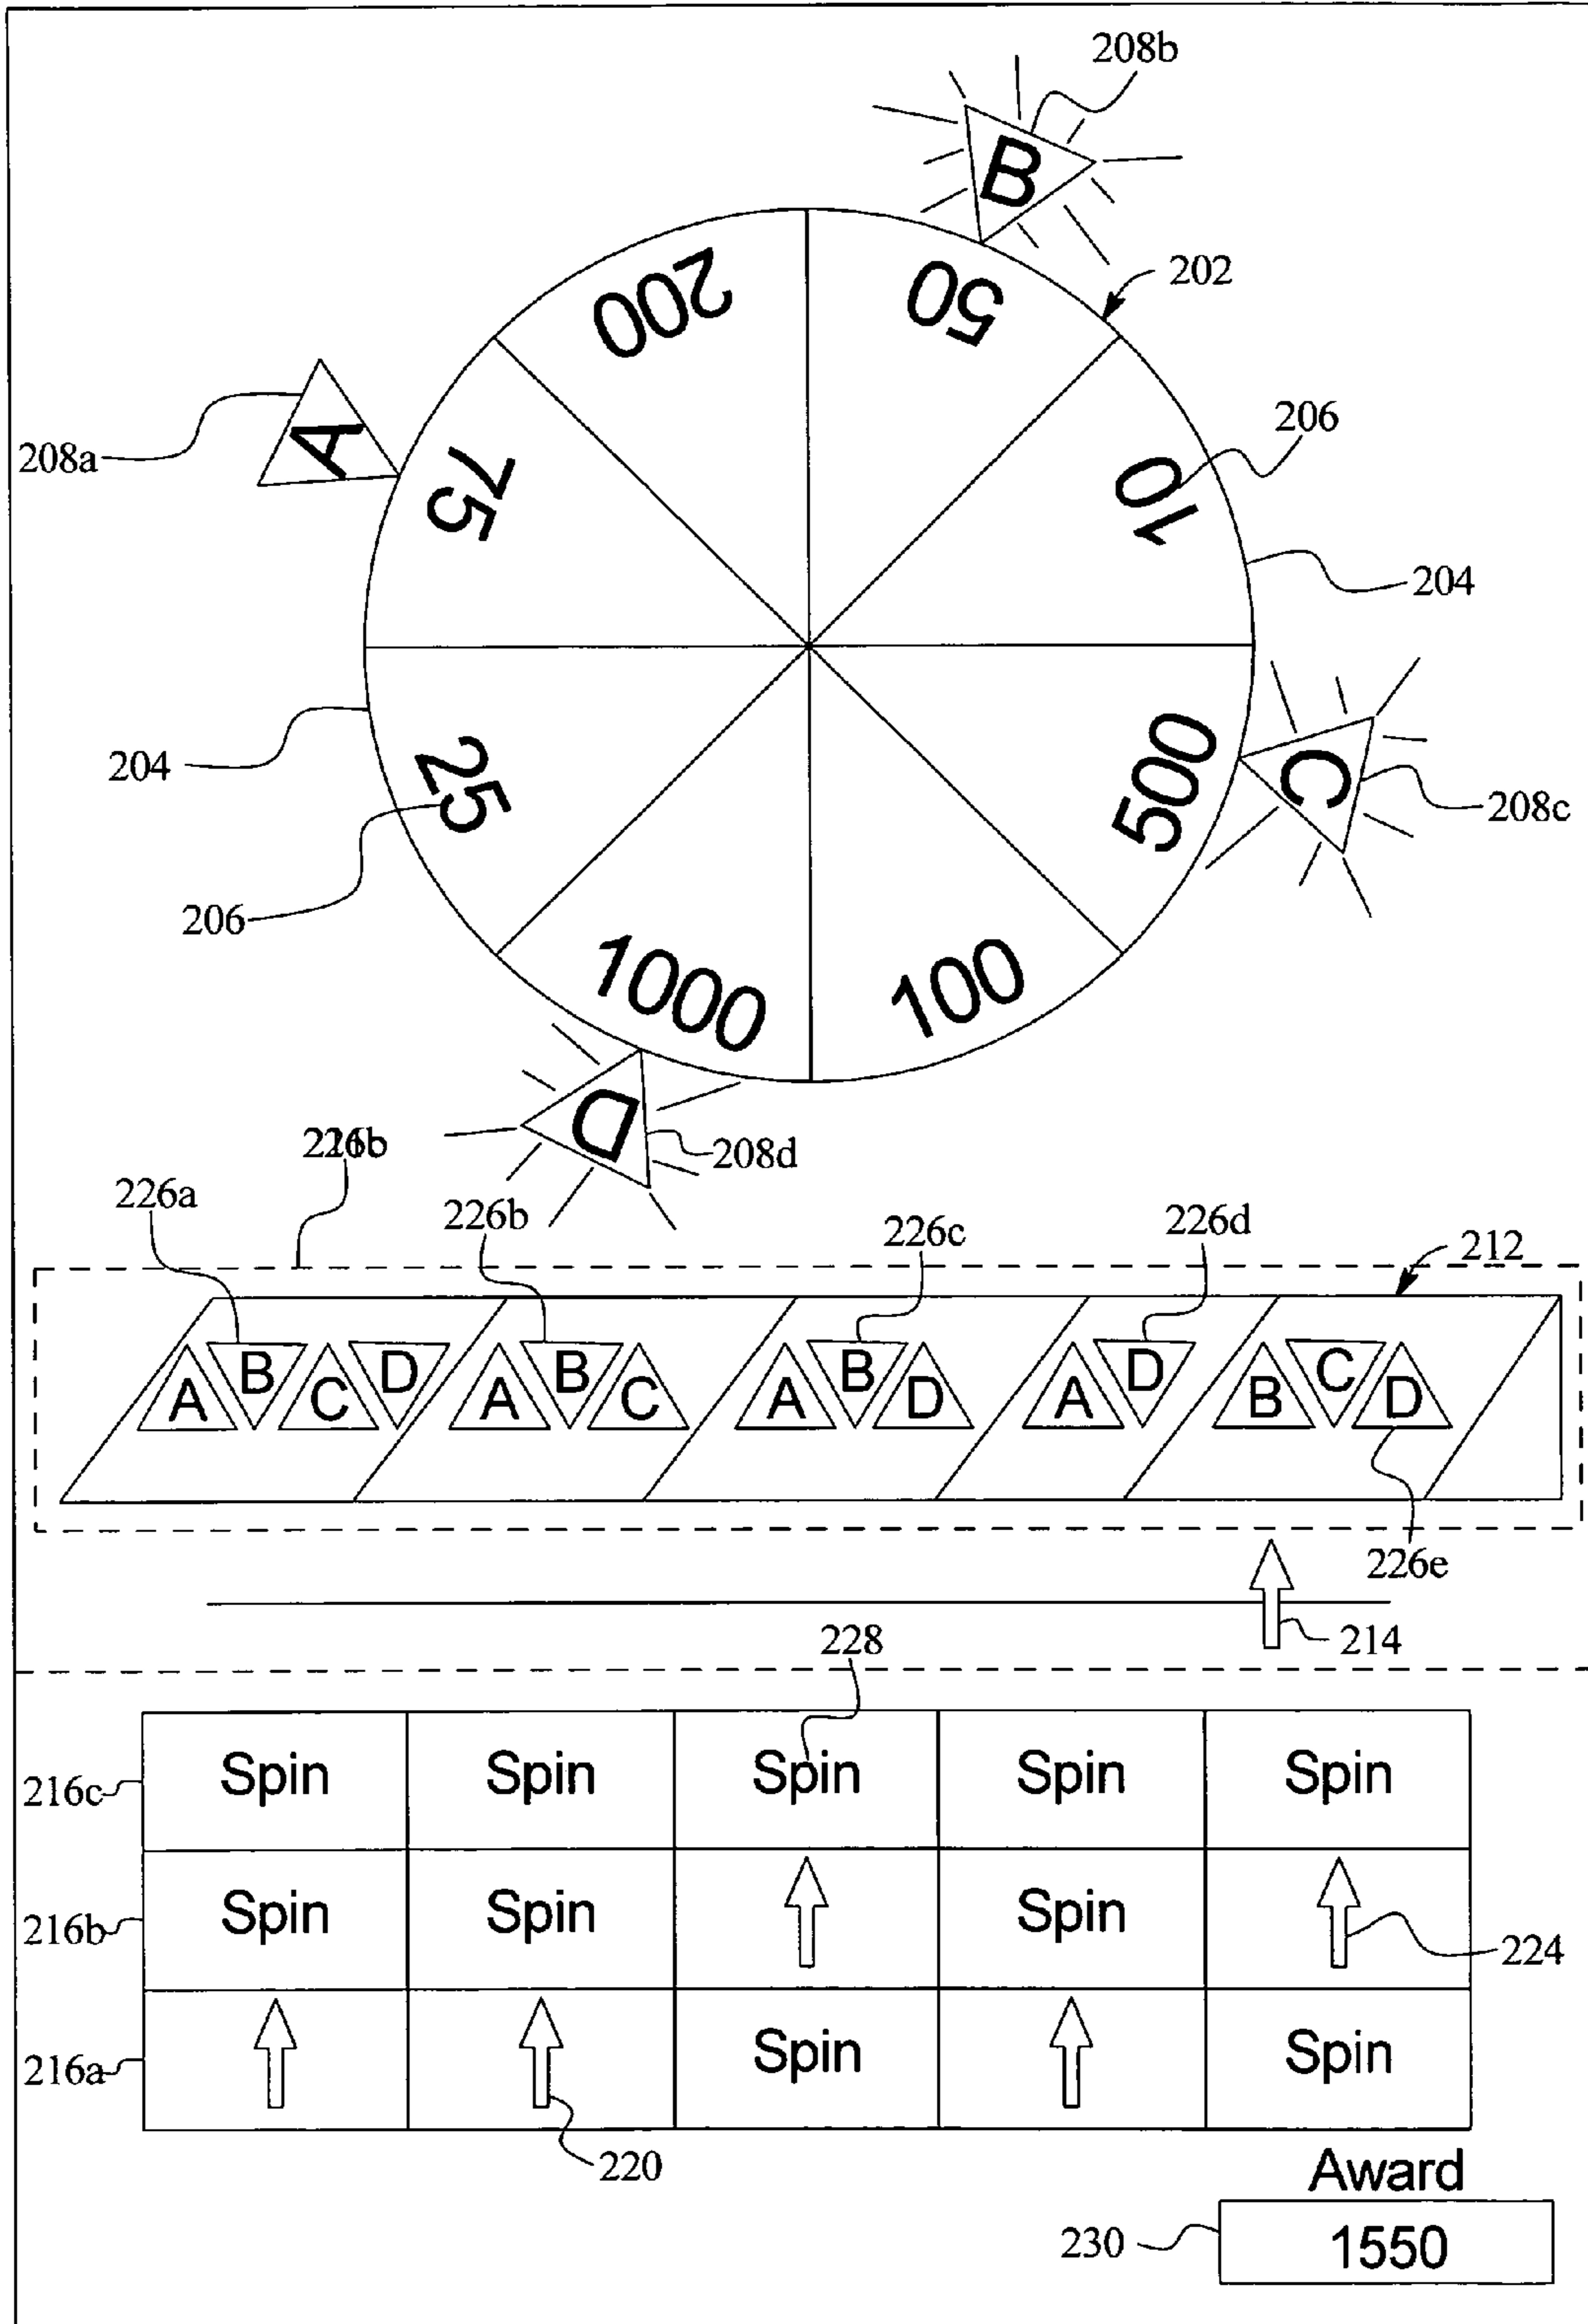 208b
B
202
200
50
A
208a
75
10
206
204
204
25
206
500
C
208c
1000
100
D
208d
226a
226b
226c
226d
212
A B C D
A B C
A B D
A D
B C D
226e
214
228
216c
Spin Spin Spin Spin Spin
216b
Spin Spin Spin
224
216a
Spin Spin
220
Award
230
1550